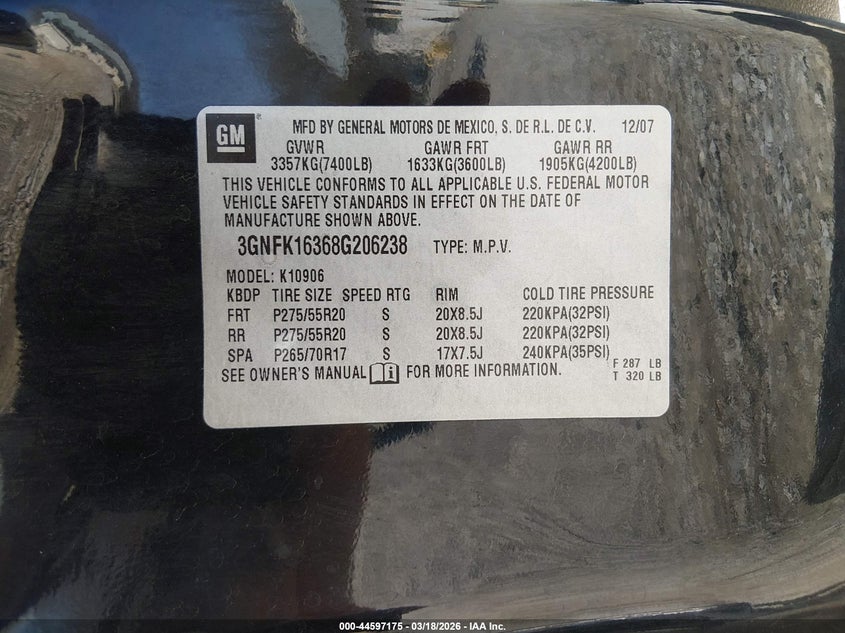 GM ® MFD BY GENERAL MOTORS DE MEXICO, S. DE R.L. DE C.V. 12/07
GVWR GAWR FRT GAWR RR
3357KG(7400LB) 1633KG(3600LB) 1905KG(4200LB)
THIS VEHICLE CONFORMS TO ALL APPLICABLE U.S. FEDERAL MOTOR
VEHICLE SAFETY STANDARDS IN EFFECT ON THE DATE OF
MANUFACTURE SHOWN ABOVE.
3GNFK16368G206238 TYPE: M.P.V.
MODEL: K10906
KBDP TIRE SIZE SPEED RTG RIM COLD TIRE PRESSURE
FRT P275/55R20 S 20X8.5J 220KPA(32PSI)
RR P275/55R20 S 20X8.5J 220KPA(32PSI)
SPA P265/70R17 S 17X7.5J 240KPA(35PSI)
SEE OWNER'S MANUAL i FOR MORE INFORMATION.
F 287 LB
T 320 LB
000-44597175 — 03/18/2026 — IAA Inc.